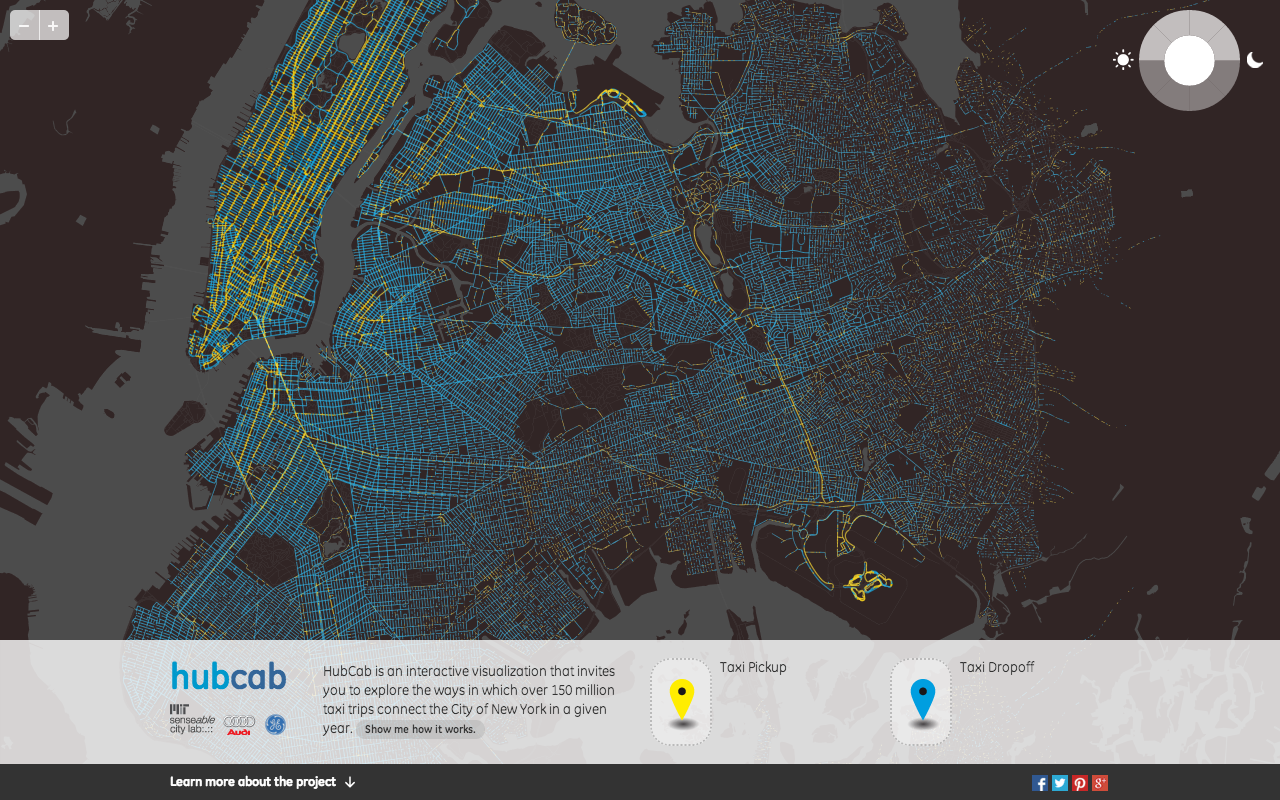 − +
hubcab
MIT
senseable
city lab:.::
Audi
GE
HubCab is an interactive visualization that invites
you to explore the ways in which over 150 million
taxi trips connect the City of New York in a given
year. Show me how it works.
Taxi Pickup
Taxi Dropoff
Learn more about the project ↓
f
g+